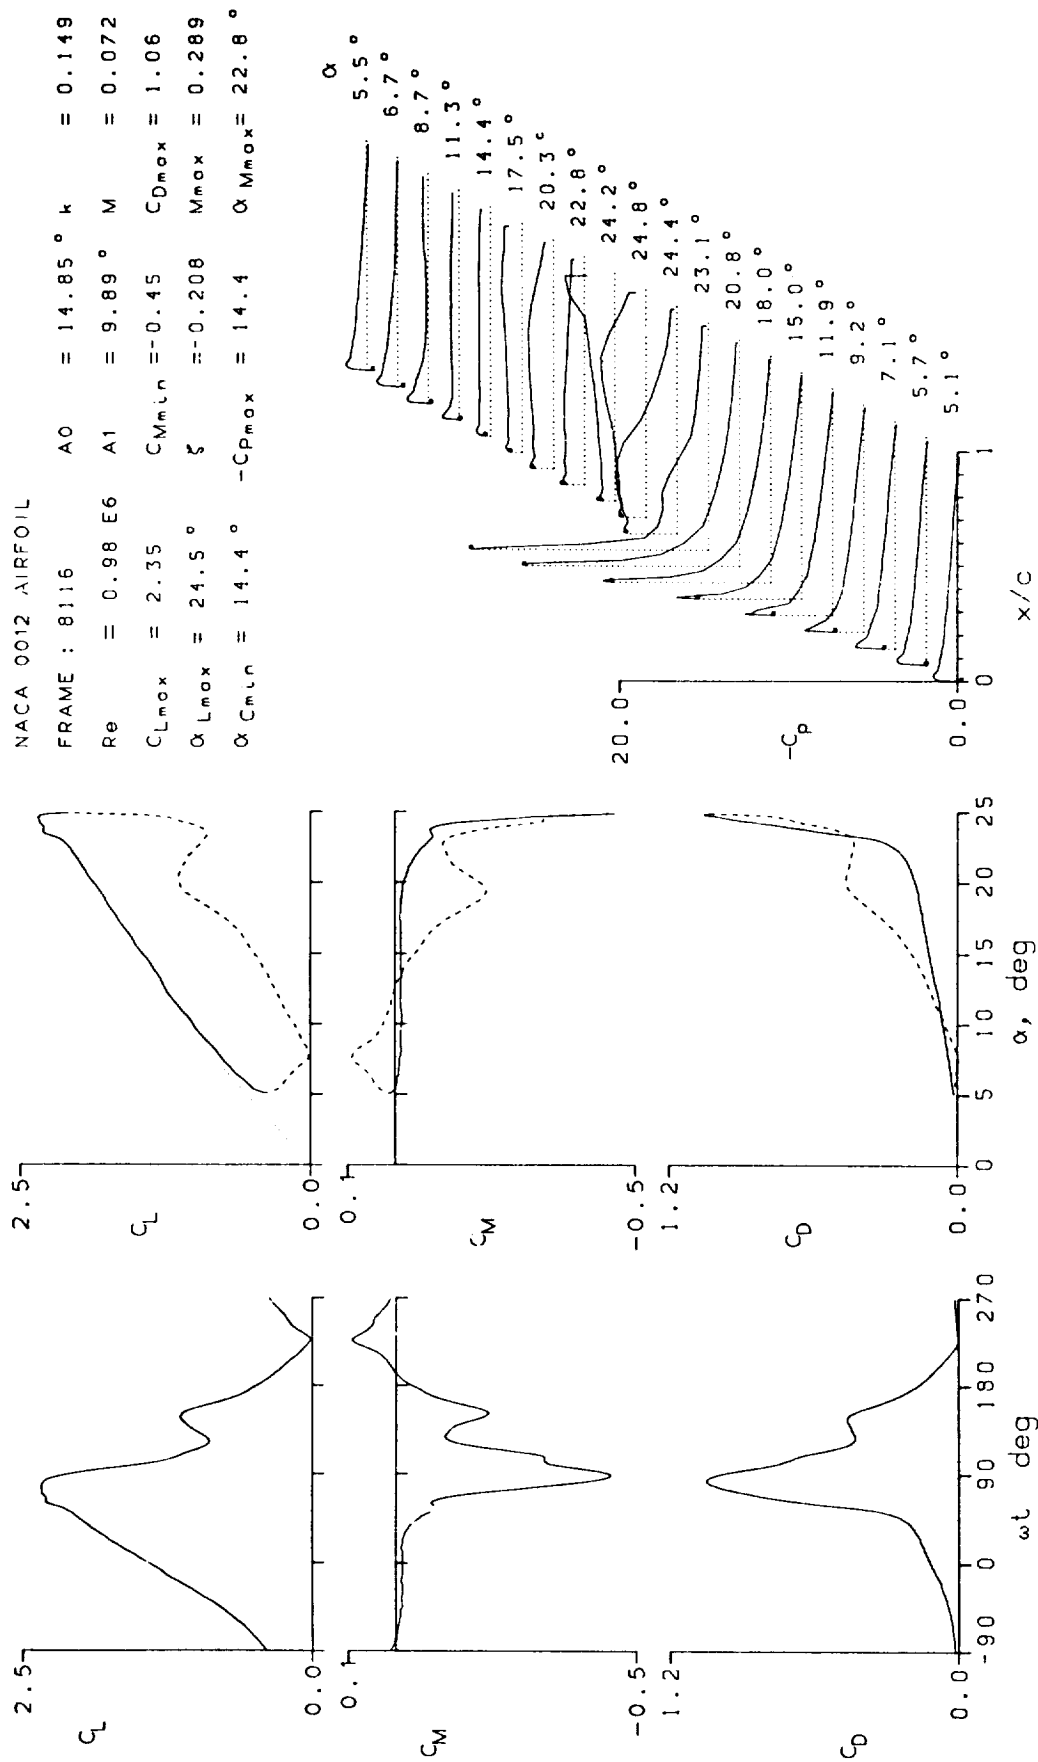 NACA 0012 AIRFOIL
FRAME : 8116 A0 = 14.85° k = 0.149
Re = 0.98 E6 A1 = 9.89° M = 0.072
CLmax = 2.35 CMmin =-0.45 CDmax = 1.06
αLmax = 24.5° ζ =-0.208 Mmax = 0.289
αCmin = 14.4° -CPmax = 14.4 αMmax= 22.8°
2.5
CL
0.0
0.1
CM
-0.5
1.2
CD
0.0
-90 0 90 180 270
ωt deg
2.5
CL
0.0
0.1
CM
-0.5
1.2
CD
0.0
0 5 10 15 20 25
α, deg
α
5.5°
6.7°
8.7°
11.3°
14.4°
17.5°
20.3°
22.8°
24.2°
24.8°
24.4°
23.1°
20.8°
18.0°
15.0°
11.9°
9.2°
7.1°
5.7°
5.1°
20.0
-Cp
0.0
0 1
x/c